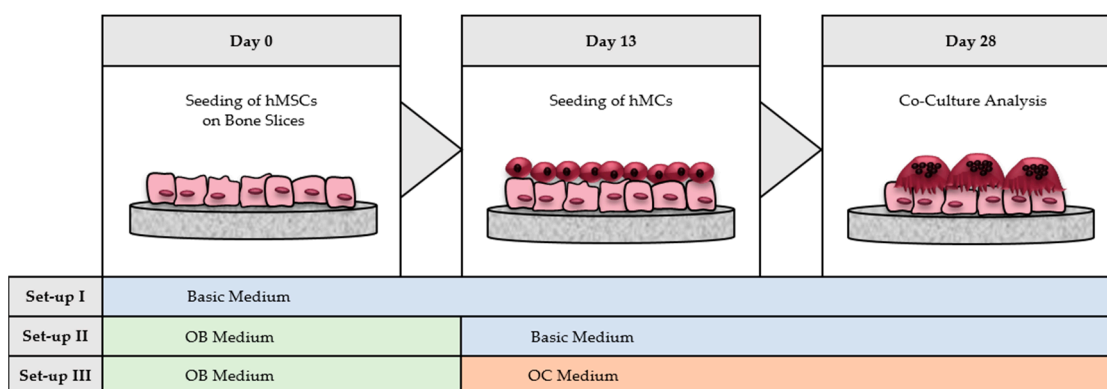 Day 0
Day 13
Day 28
Seeding of hMSCs
on Bone Slices
Seeding of hMCs
Co-Culture Analysis
Set-up I
Basic Medium
Set-up II
OB Medium
Basic Medium
Set-up III
OB Medium
OC Medium